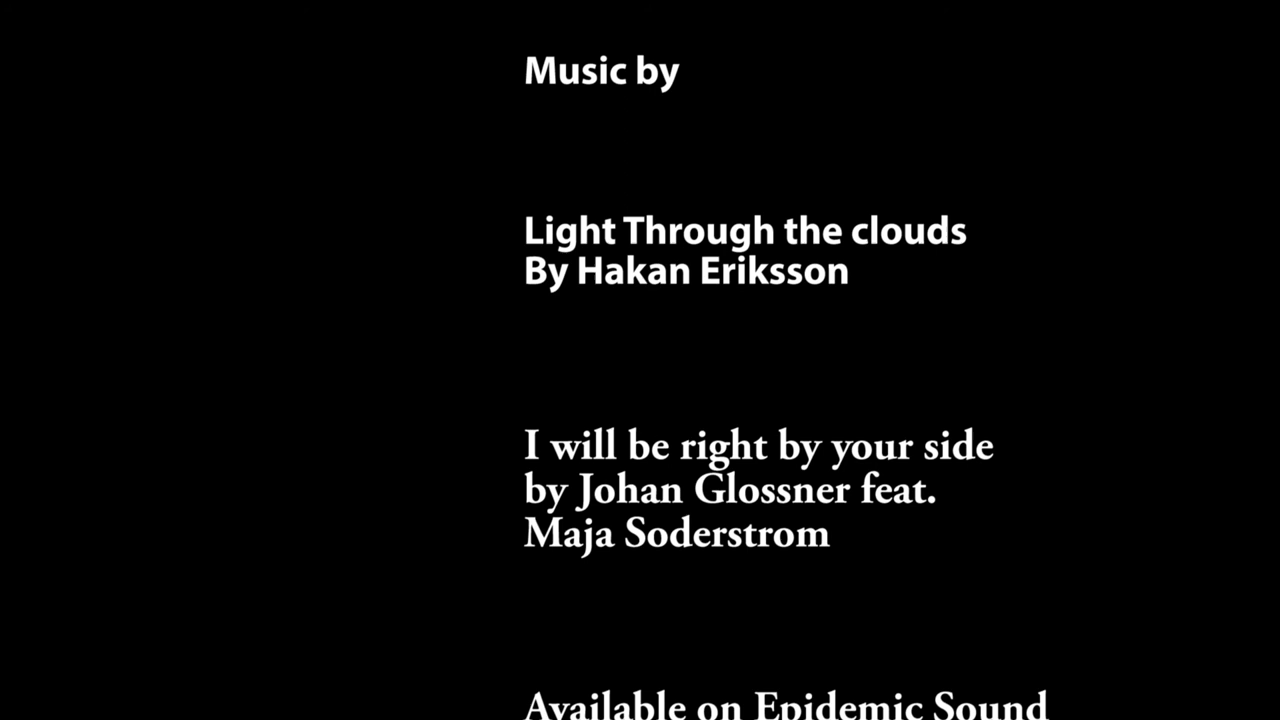 Music by
Light Through the clouds
By Hakan Eriksson
I will be right by your side
by Johan Glossner feat.
Maja Soderstrom
Available on Epidemic Sound